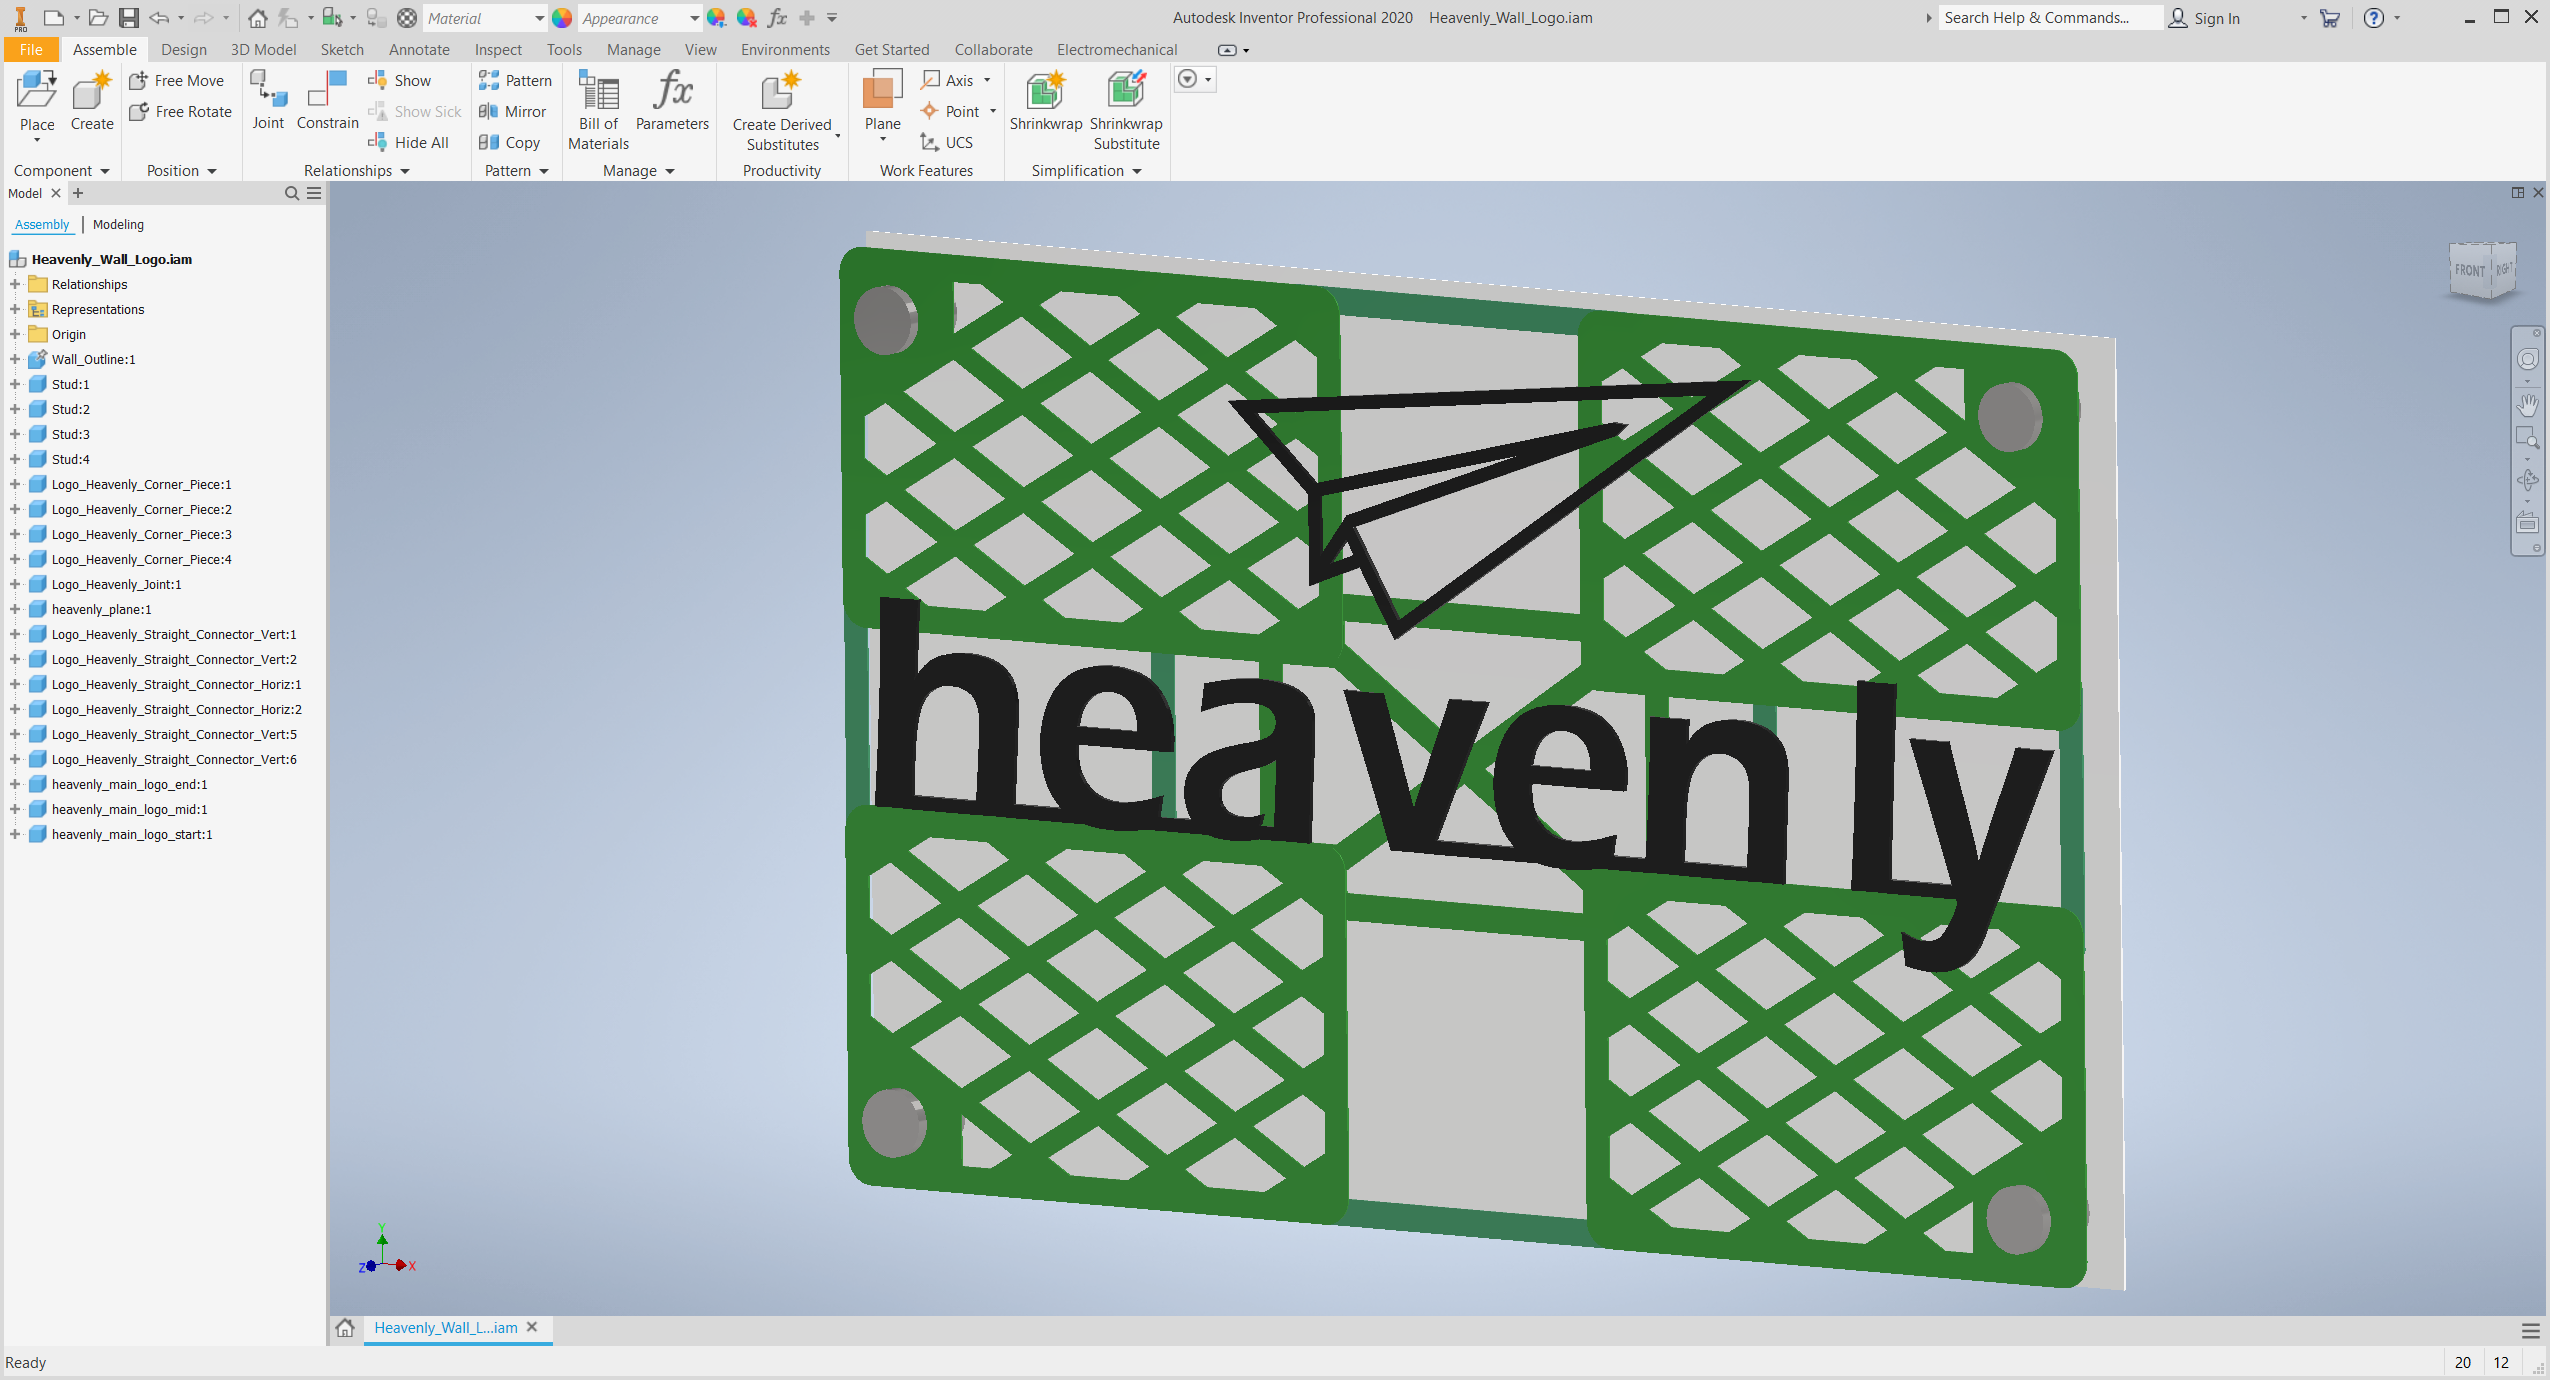 Material
Appearance
Autodesk Inventor Professional 2020 Heavenly_Wall_Logo.iam
Search Help & Commands...
Sign In
PRO
File Assemble Design 3D Model Sketch Annotate Inspect Tools Manage View Environments Get Started Collaborate Electromechanical
Place
Create
Component
Free Move
Free Rotate
Position
Joint
Constrain
Show
Show Sick
Hide All
Relationships
Pattern
Mirror
Copy
Pattern
Bill of
Materials
Parameters
Manage
Create Derived
Substitutes
Productivity
Plane
Axis
Point
UCS
Work Features
Shrinkwrap
Shrinkwrap
Substitute
Simplification
Model
Assembly Modeling
Heavenly_Wall_Logo.iam
Relationships
Representations
Origin
Wall_Outline:1
Stud:1
Stud:2
Stud:3
Stud:4
Logo_Heavenly_Corner_Piece:1
Logo_Heavenly_Corner_Piece:2
Logo_Heavenly_Corner_Piece:3
Logo_Heavenly_Corner_Piece:4
Logo_Heavenly_Joint:1
heavenly_plane:1
Logo_Heavenly_Straight_Connector_Vert:1
Logo_Heavenly_Straight_Connector_Vert:2
Logo_Heavenly_Straight_Connector_Horiz:1
Logo_Heavenly_Straight_Connector_Horiz:2
Logo_Heavenly_Straight_Connector_Vert:5
Logo_Heavenly_Straight_Connector_Vert:6
heavenly_main_logo_end:1
heavenly_main_logo_mid:1
heavenly_main_logo_start:1
FRONT RIGHT
heavenly
Y
Z X
Heavenly_Wall_L...iam
Ready
20 12